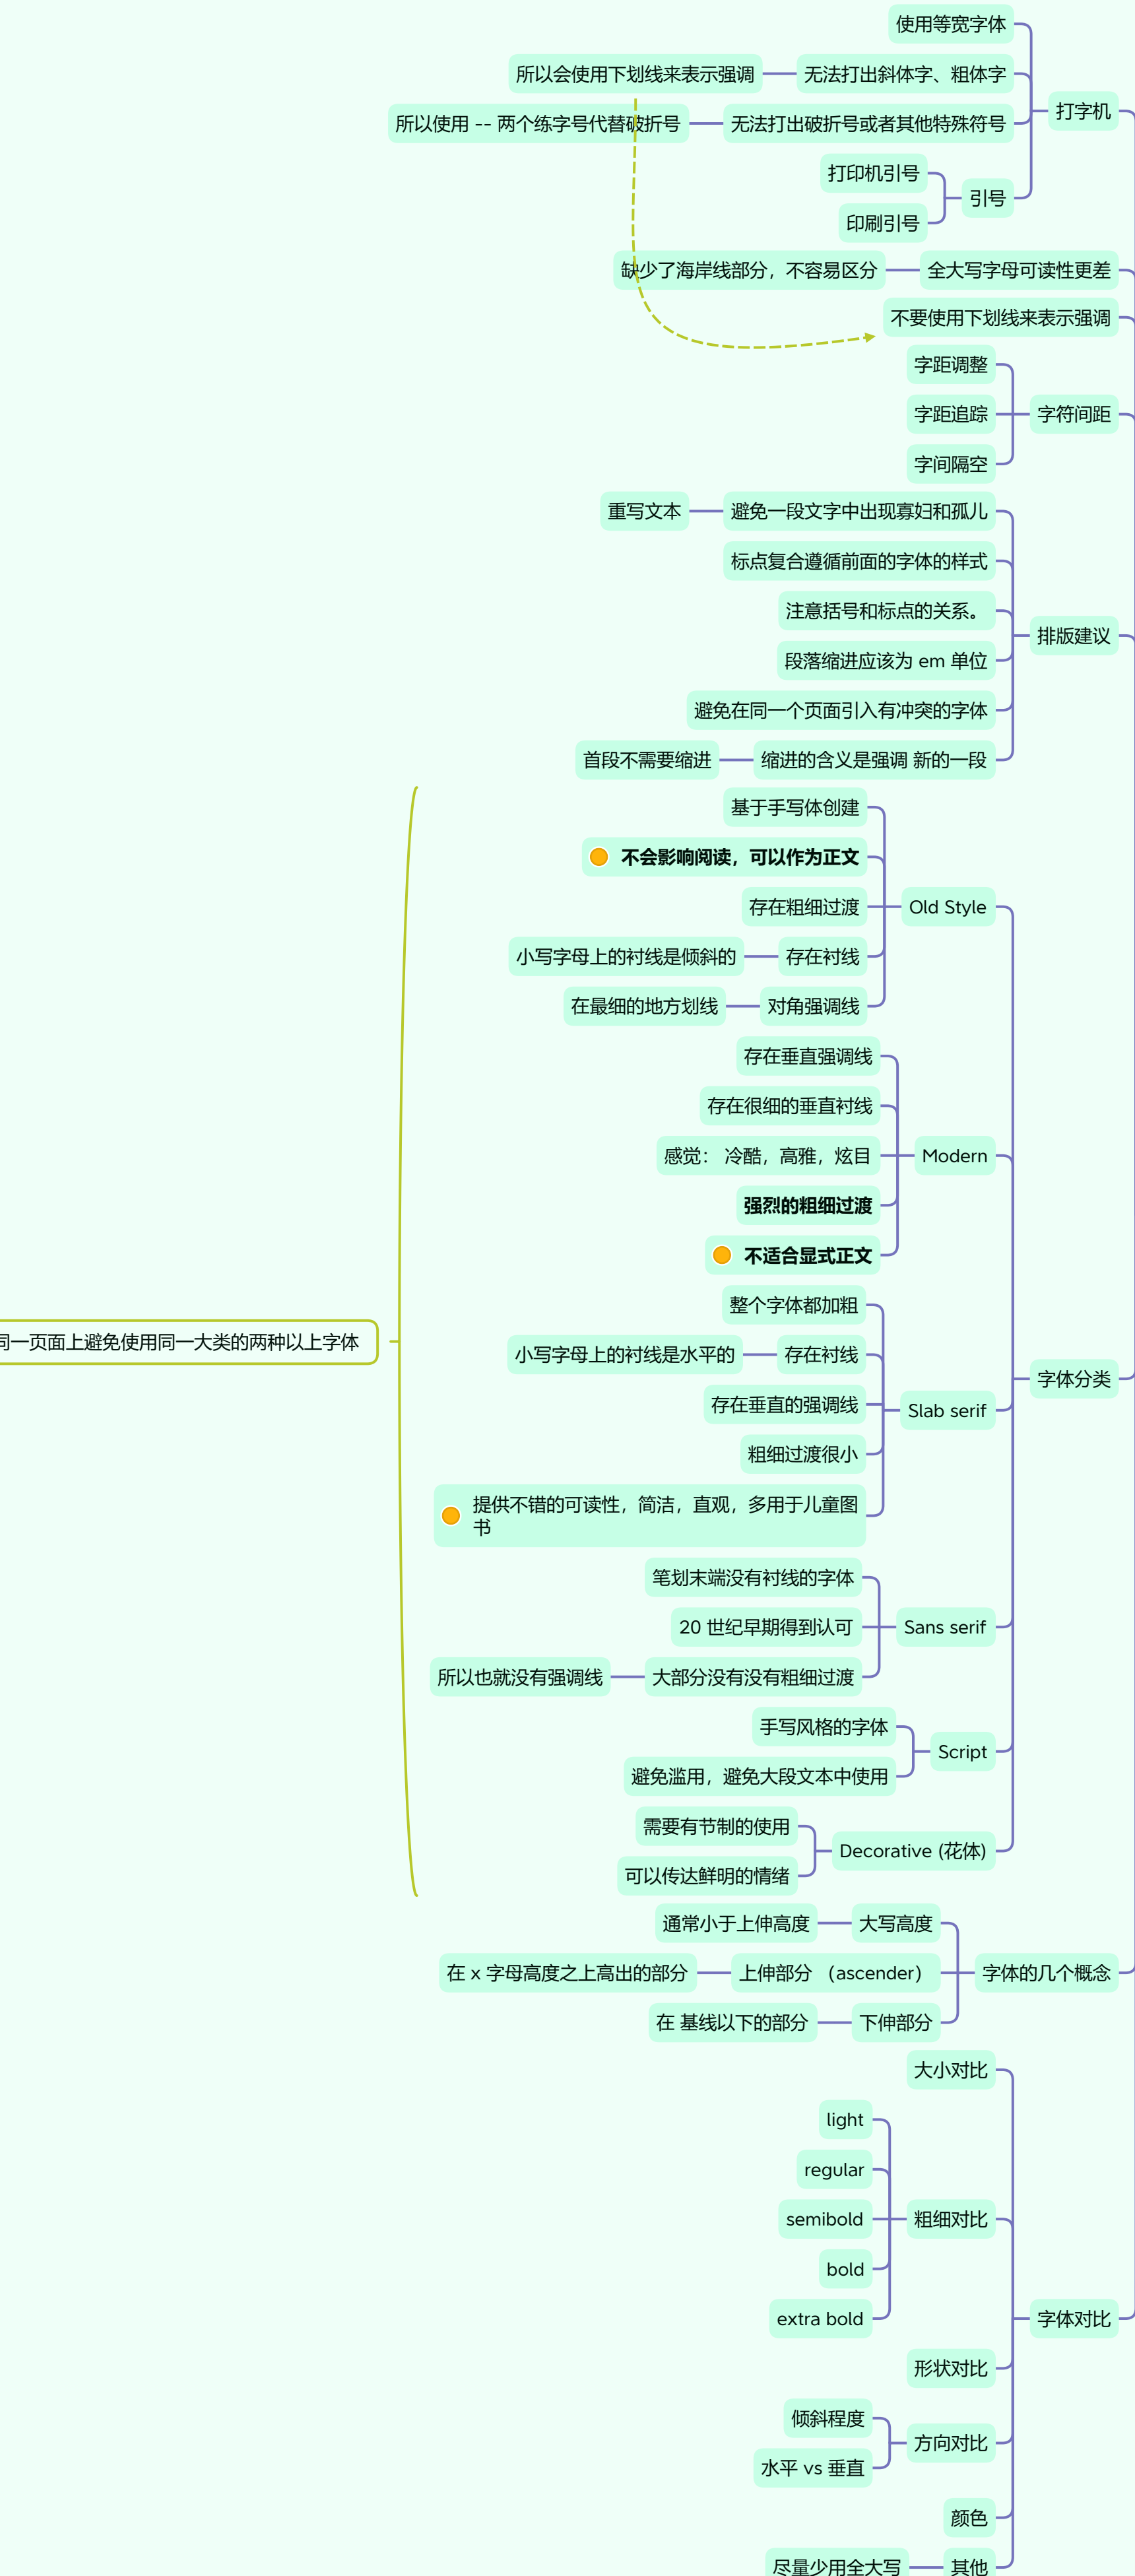 使用等宽字体
所以会使用下划线来表示强调
无法打出斜体字、粗体字
打字机
所以使用 -- 两个练字号代替破折号
无法打出破折号或者其他特殊符号
打印机引号
引号
印刷引号
缺少了海岸线部分，不容易区分
全大写字母可读性更差
不要使用下划线来表示强调
字距调整
字距追踪
字符间距
字间隔空
重写文本
避免一段文字中出现寡妇和孤儿
标点复合遵循前面的字体的样式
注意括号和标点的关系。
排版建议
段落缩进应该为 em 单位
避免在同一个页面引入有冲突的字体
首段不需要缩进
缩进的含义是强调 新的一段
基于手写体创建
不会影响阅读，可以作为正文
存在粗细过渡
Old Style
小写字母上的衬线是倾斜的
存在衬线
在最细的地方划线
对角强调线
存在垂直强调线
存在很细的垂直衬线
感觉： 冷酷，高雅，炫目
Modern
强烈的粗细过渡
不适合显式正文
整个字体都加粗
同一页面上避免使用同一大类的两种以上字体
小写字母上的衬线是水平的
存在衬线
字体分类
存在垂直的强调线
Slab serif
粗细过渡很小
提供不错的可读性，简洁，直观，多用于儿童图
书
笔划末端没有衬线的字体
20 世纪早期得到认可
Sans serif
所以也就没有强调线
大部分没有没有粗细过渡
手写风格的字体
Script
避免滥用，避免大段文本中使用
需要有节制的使用
Decorative (花体)
可以传达鲜明的情绪
通常小于上伸高度
大写高度
在 x 字母高度之上高出的部分
上伸部分 （ascender）
字体的几个概念
在 基线以下的部分
下伸部分
大小对比
light
regular
semibold
粗细对比
bold
extra bold
字体对比
形状对比
倾斜程度
方向对比
水平 vs 垂直
颜色
尽量少用全大写
其他